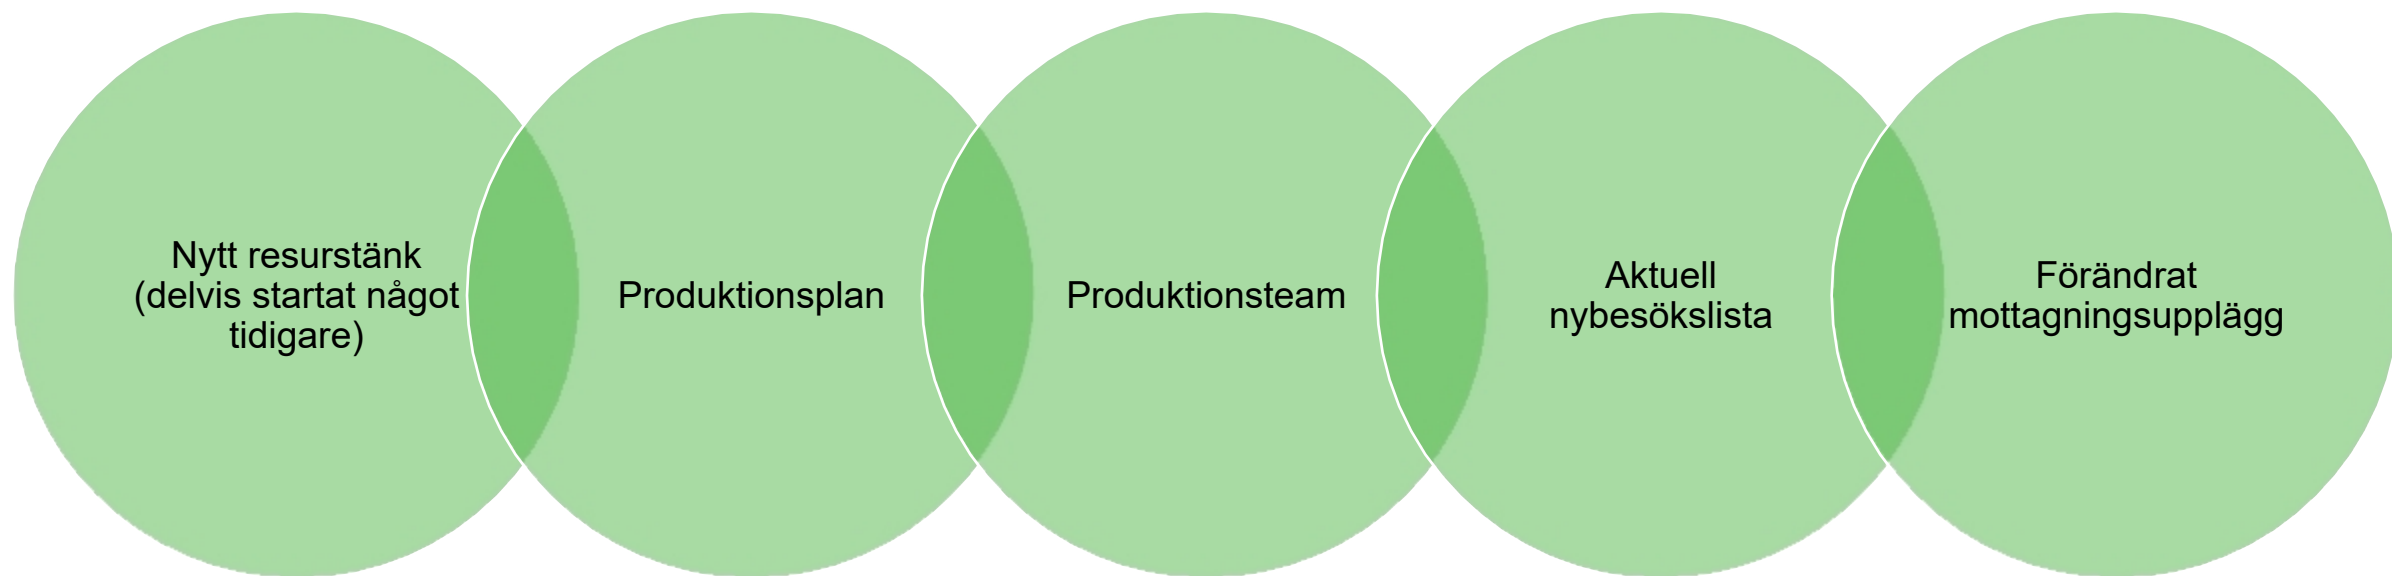 Nytt resurstänk
(delvis startat något
tidigare)
Produktionsplan
Produktionsteam
Aktuell
nybesökslista
Förändrat
mottagningsupplägg